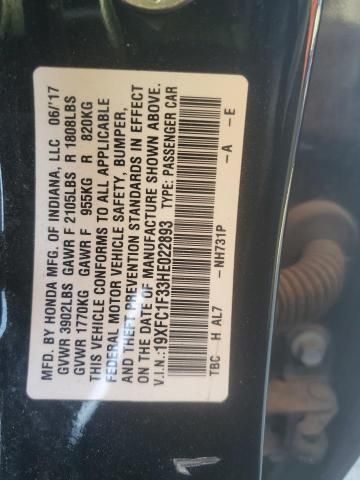 MFD. BY HONDA MFG. OF INDIANA, LLC 06/'17
GVWR 3902LBS GAWR F 2105LBS R 1808LBS
GVWR 1770KG GAWR F 955KG R 820KG
THIS VEHICLE CONFORMS TO ALL APPLICABLE
FEDERAL MOTOR VEHICLE SAFETY, BUMPER,
AND THEFT PREVENTION STANDARDS IN EFFECT
ON THE DATE OF MANUFACTURE SHOWN ABOVE.
V.I.N.: 19XFC1F33HE022893 TYPE: PASSENGER CAR
TBC H AL7 - NH731P - A - E